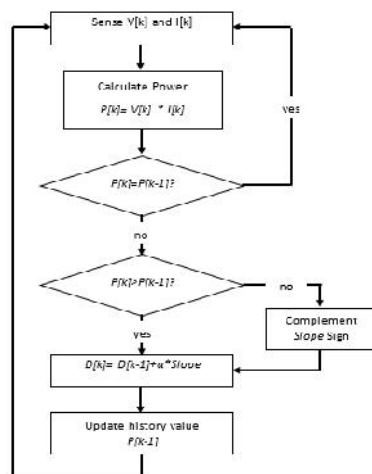 Sense V[k] and I[k]
Calculate Power
P[k]= V[k] * I[k]
yes
P[k]=P[k-1]?
no
P[k]>P[k-1]?
no
Complement
Slope Sign
yes
D[k]= D[k-1]+α*Slope
Update history value
P[k-1]